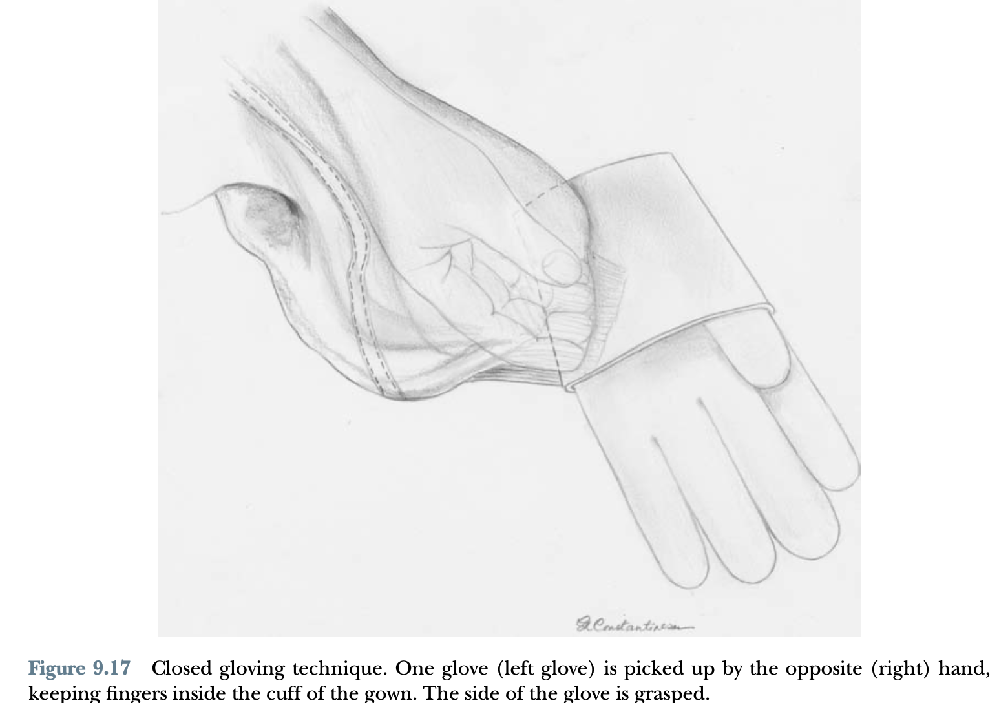 G Constantinescu
Figure 9.17 Closed gloving technique. One glove (left glove) is picked up by the opposite (right) hand,
keeping fingers inside the cuff of the gown. The side of the glove is grasped.